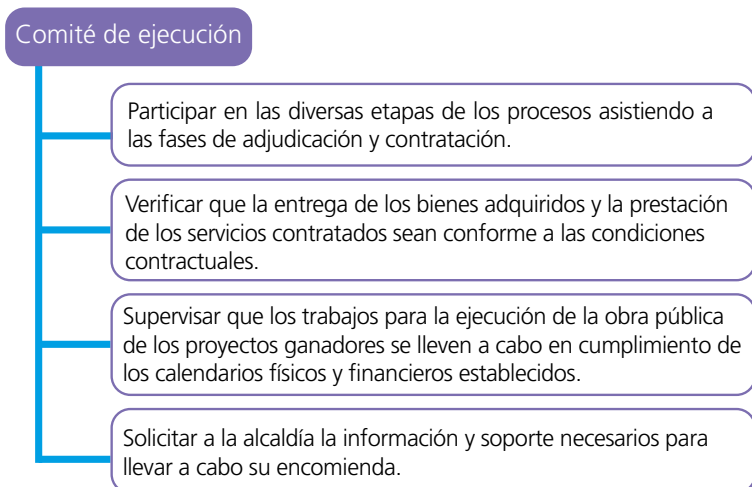 Comité de ejecución
Participar en las diversas etapas de los procesos asistiendo a
las fases de adjudicación y contratación.
Verificar que la entrega de los bienes adquiridos y la prestación
de los servicios contratados sean conforme a las condiciones
contractuales.
Supervisar que los trabajos para la ejecución de la obra pública
de los proyectos ganadores se lleven a cabo en cumplimiento de
los calendarios físicos y financieros establecidos.
Solicitar a la alcaldía la información y soporte necesarios para
llevar a cabo su encomienda.